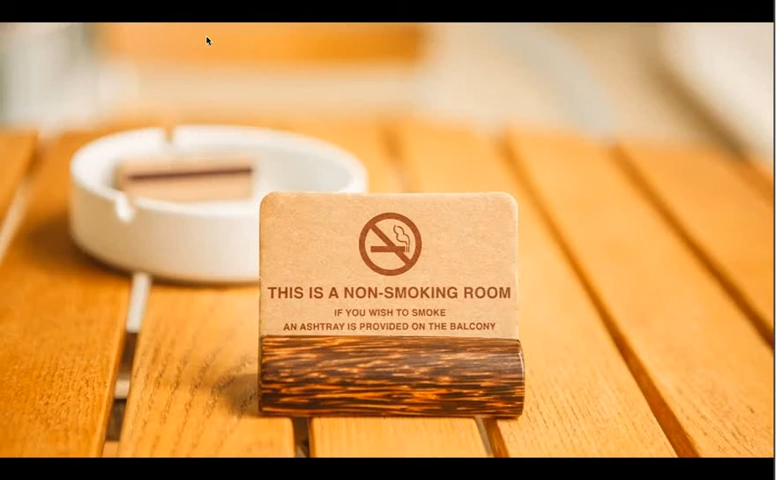 THIS IS A NON-SMOKING ROOM
IF YOU WISH TO SMOKE
AN ASHTRAY IS PROVIDED ON THE BALCONY